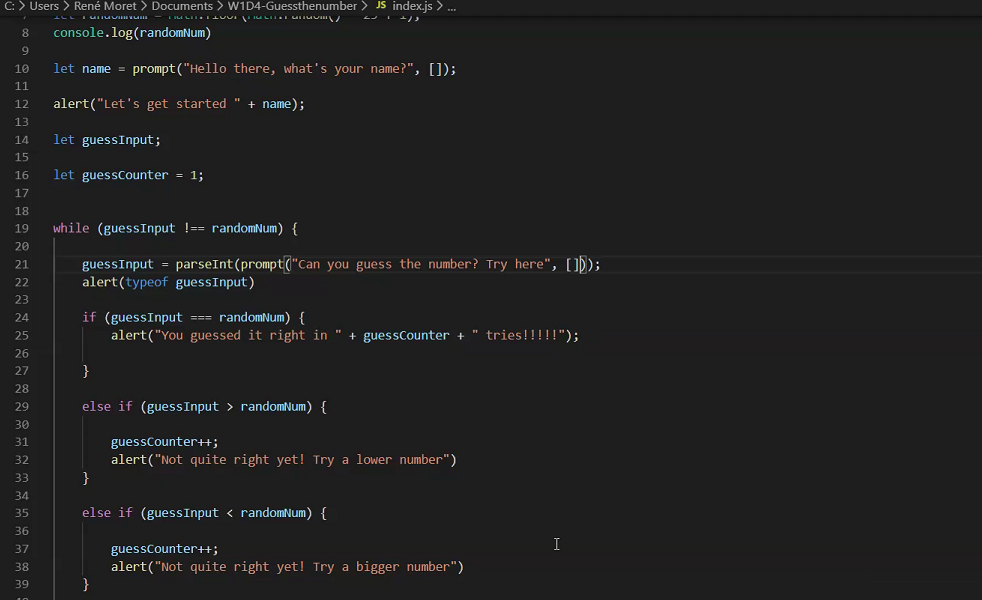 C: > Users > René Moret > Documents > W1D4-Guessthenumber > JS index.js > ...
8 console.log(randomNum)
9
10 let name = prompt("Hello there, what's your name?", []);
11
12 alert("Let's get started " + name);
13
14 let guessInput;
15
16 let guessCounter = 1;
17
18
19 while (guessInput !== randomNum) {
20
21 guessInput = parseInt(prompt("Can you guess the number? Try here", []));
22 alert(typeof guessInput)
23
24 if (guessInput === randomNum) {
25 alert("You guessed it right in " + guessCounter + " tries!!!!!");
26
27 }
28
29 else if (guessInput > randomNum) {
30
31 guessCounter++;
32 alert("Not quite right yet! Try a lower number")
33 }
34
35 else if (guessInput < randomNum) {
36
37 guessCounter++;
38 alert("Not quite right yet! Try a bigger number")
39 }